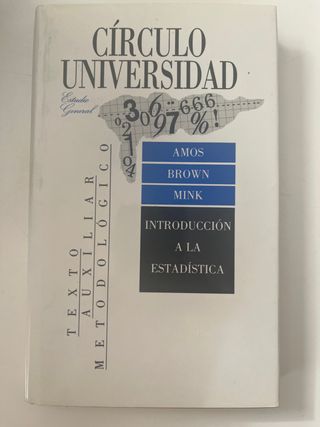 CÍRCULO
UNIVERSIDAD
Estudio
General
AMOS
BROWN
MINK
INTRODUCCIÓN
A LA
ESTADÍSTICA
TEXTO
AUXILIAR
METODOLÓGICO